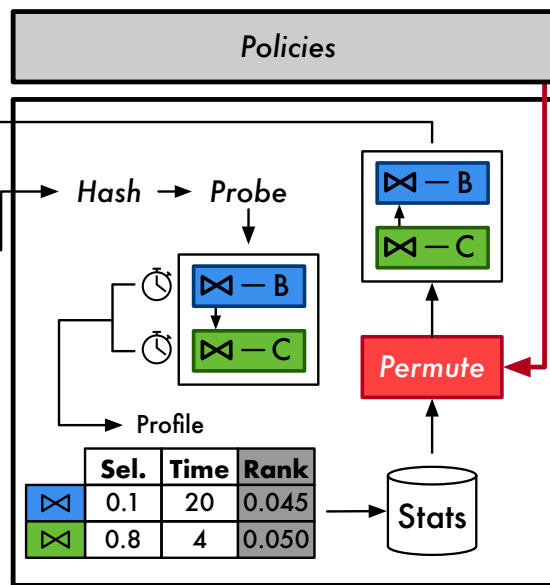 Policies
Hash
Probe
⋈ — B
⋈ — C
⋈ — B
⋈ — C
Permute
Profile
Sel. Time Rank
⋈ 0.1 20 0.045
⋈ 0.8 4 0.050
Stats